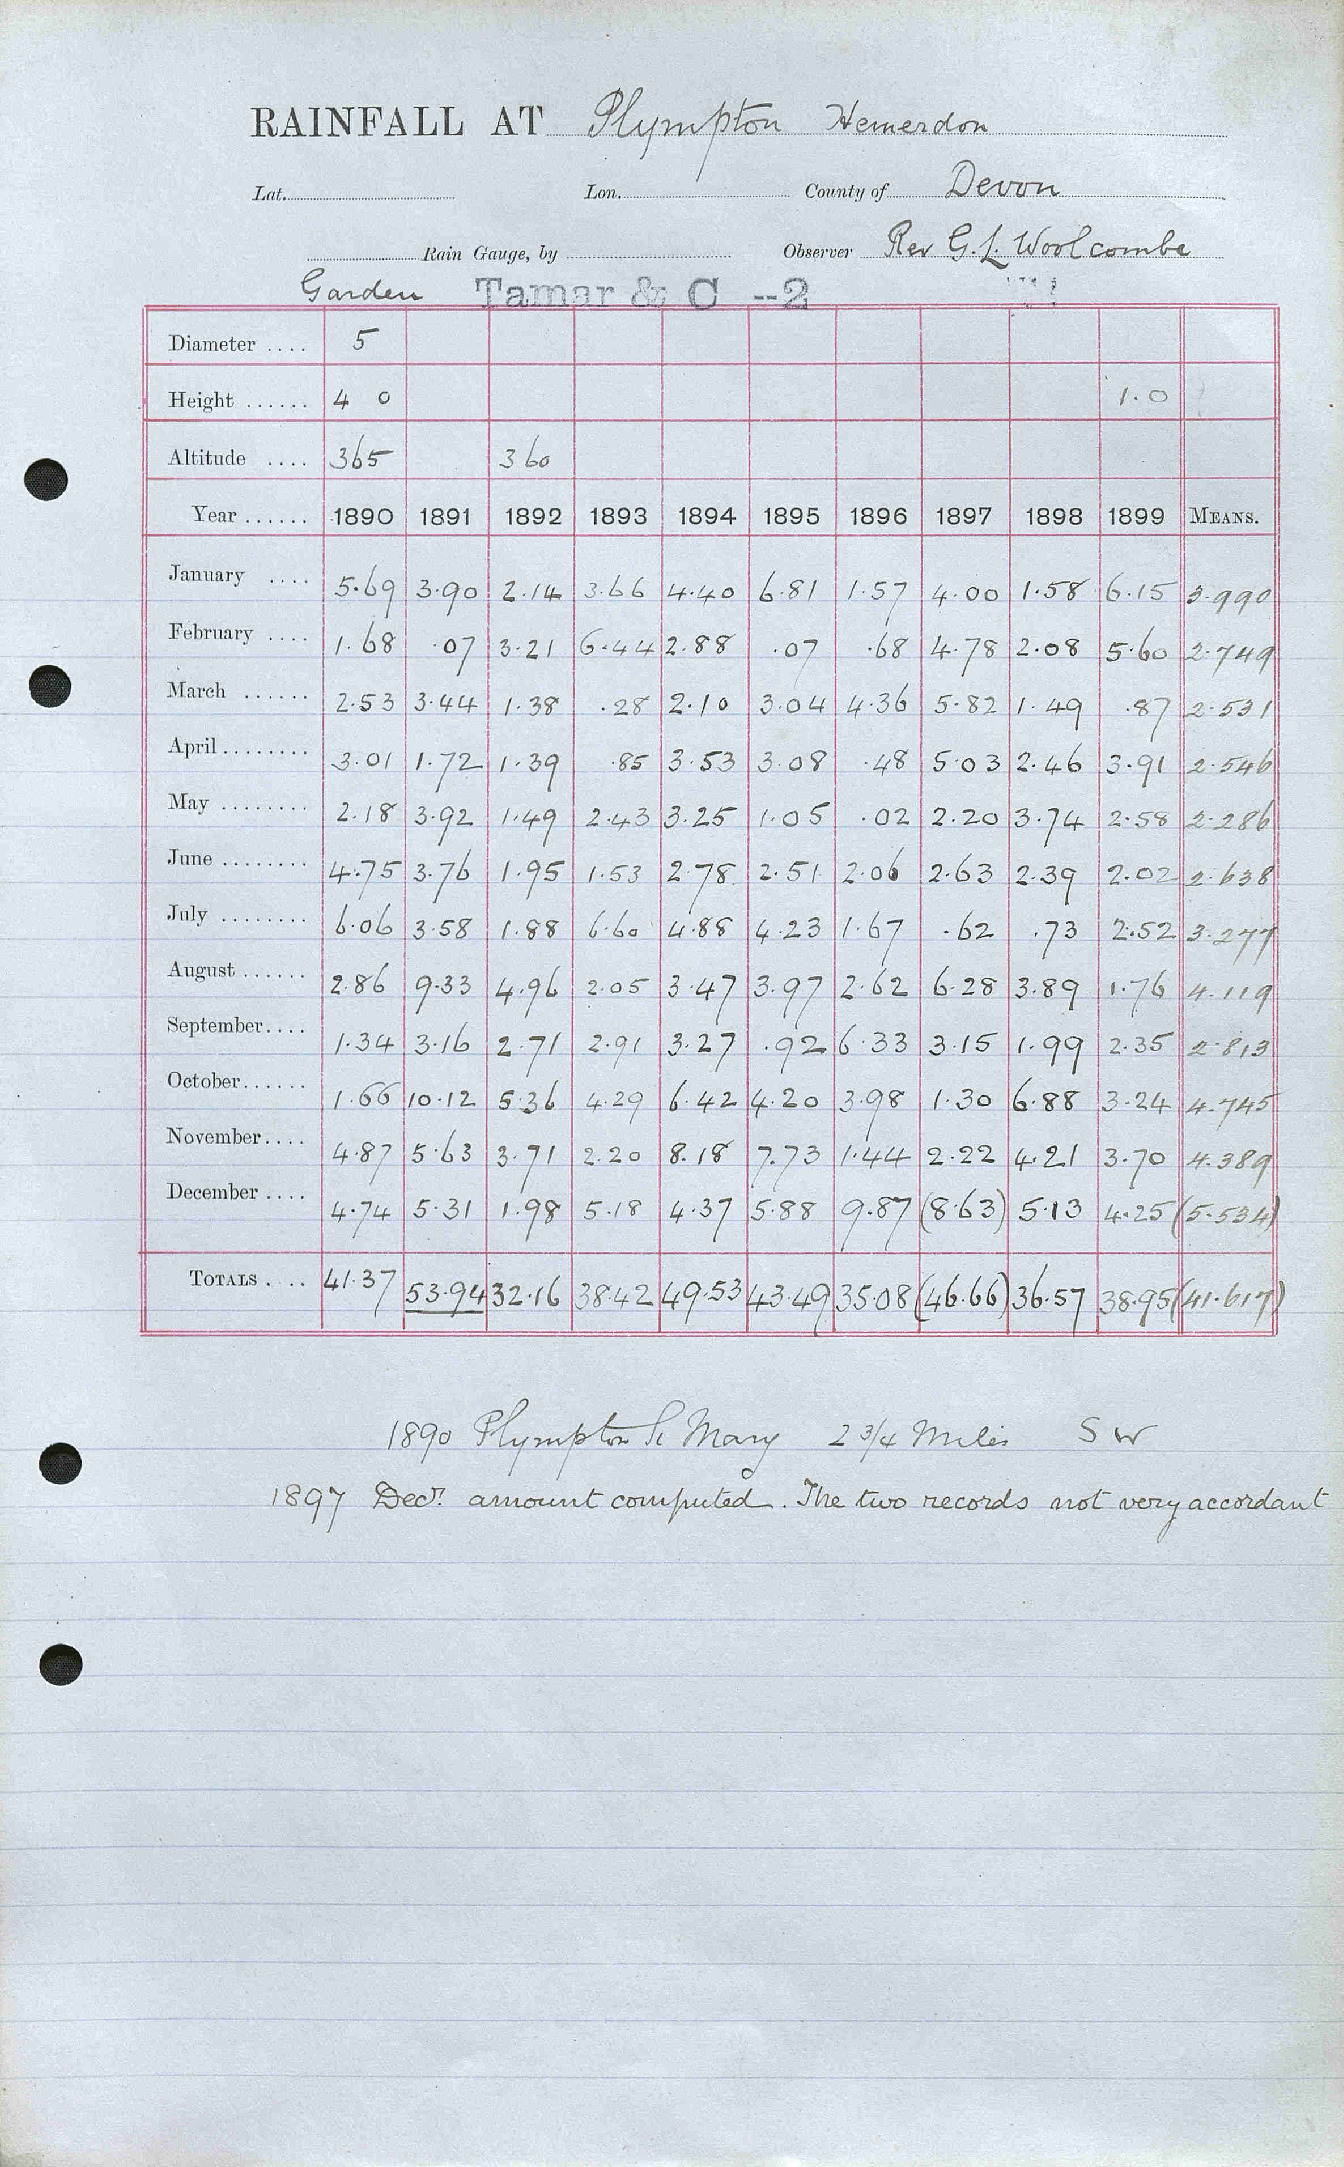 RAINFALL AT Plympton Hemerdon
Lat. Lon. County of Devon
Rain Gauge, by Observer Rev G. L. Woolcombe
Garden Tamar & C --2
Diameter .... 5
Height ...... 4 0 1.0
Altitude .... 365 360
Year ...... 1890 1891 1892 1893 1894 1895 1896 1897 1898 1899 MEANS.
January .... 5.69 3.90 2.14 3.66 4.40 6.81 1.57 4.00 1.58 6.15 3.990
February .... 1.68 .07 3.21 6.44 2.88 .07 .68 4.78 2.08 5.60 2.749
March ...... 2.53 3.44 1.38 .28 2.10 3.04 4.36 5.82 1.49 .87 2.531
April ........ 3.01 1.72 1.39 .85 3.53 3.08 .48 5.03 2.46 3.91 2.546
May ........ 2.18 3.92 1.49 2.43 3.25 1.05 .02 2.20 3.74 2.58 2.286
June ........ 4.75 3.76 1.95 1.53 2.78 2.51 2.06 2.63 2.39 2.02 2.638
July ........ 6.06 3.58 1.88 6.60 4.88 4.23 1.67 .62 .73 2.52 3.277
August ...... 2.86 9.33 4.96 2.05 3.47 3.97 2.62 6.28 3.89 1.76 4.119
September .... 1.34 3.16 2.71 2.91 3.27 .92 6.33 3.15 1.99 2.35 2.813
October ...... 1.66 10.12 5.36 4.29 6.42 4.20 3.98 1.30 6.88 3.24 4.745
November .... 4.87 5.63 3.71 2.20 8.18 7.73 1.44 2.22 4.21 3.70 4.389
December .... 4.74 5.31 1.98 5.18 4.37 5.88 9.87 (8.63) 5.13 4.25 (5.534)
TOTALS .... 41.37 53.94 32.16 38.42 49.53 43.49 35.08 (46.66) 36.57 38.95 (41.617)
1890 Plympton St Mary 2 3/4 Miles S W
1897 Decr. amount computed. The two records not very accordant